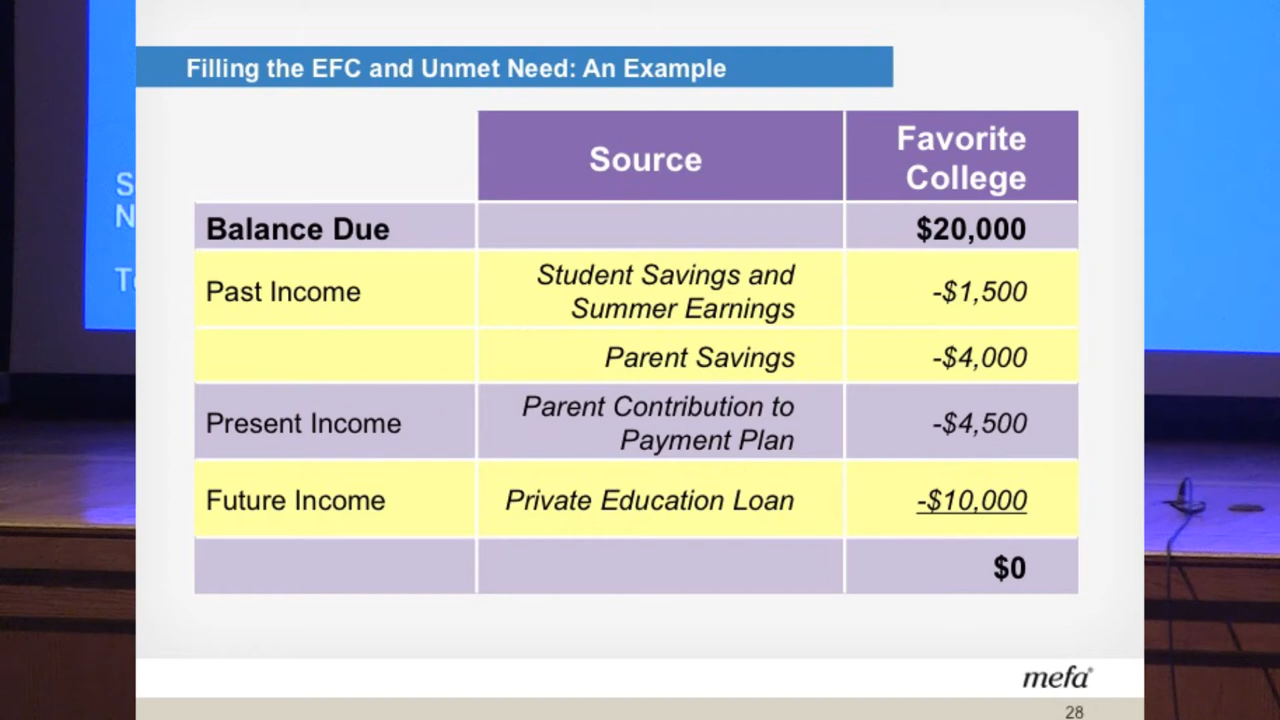 Filling the EFC and Unmet Need: An Example
Source
Favorite
College
Balance Due
$20,000
Past Income
Student Savings and
Summer Earnings
-$1,500
Parent Savings
-$4,000
Present Income
Parent Contribution to
Payment Plan
-$4,500
Future Income
Private Education Loan
-$10,000
$0
mefa®
28